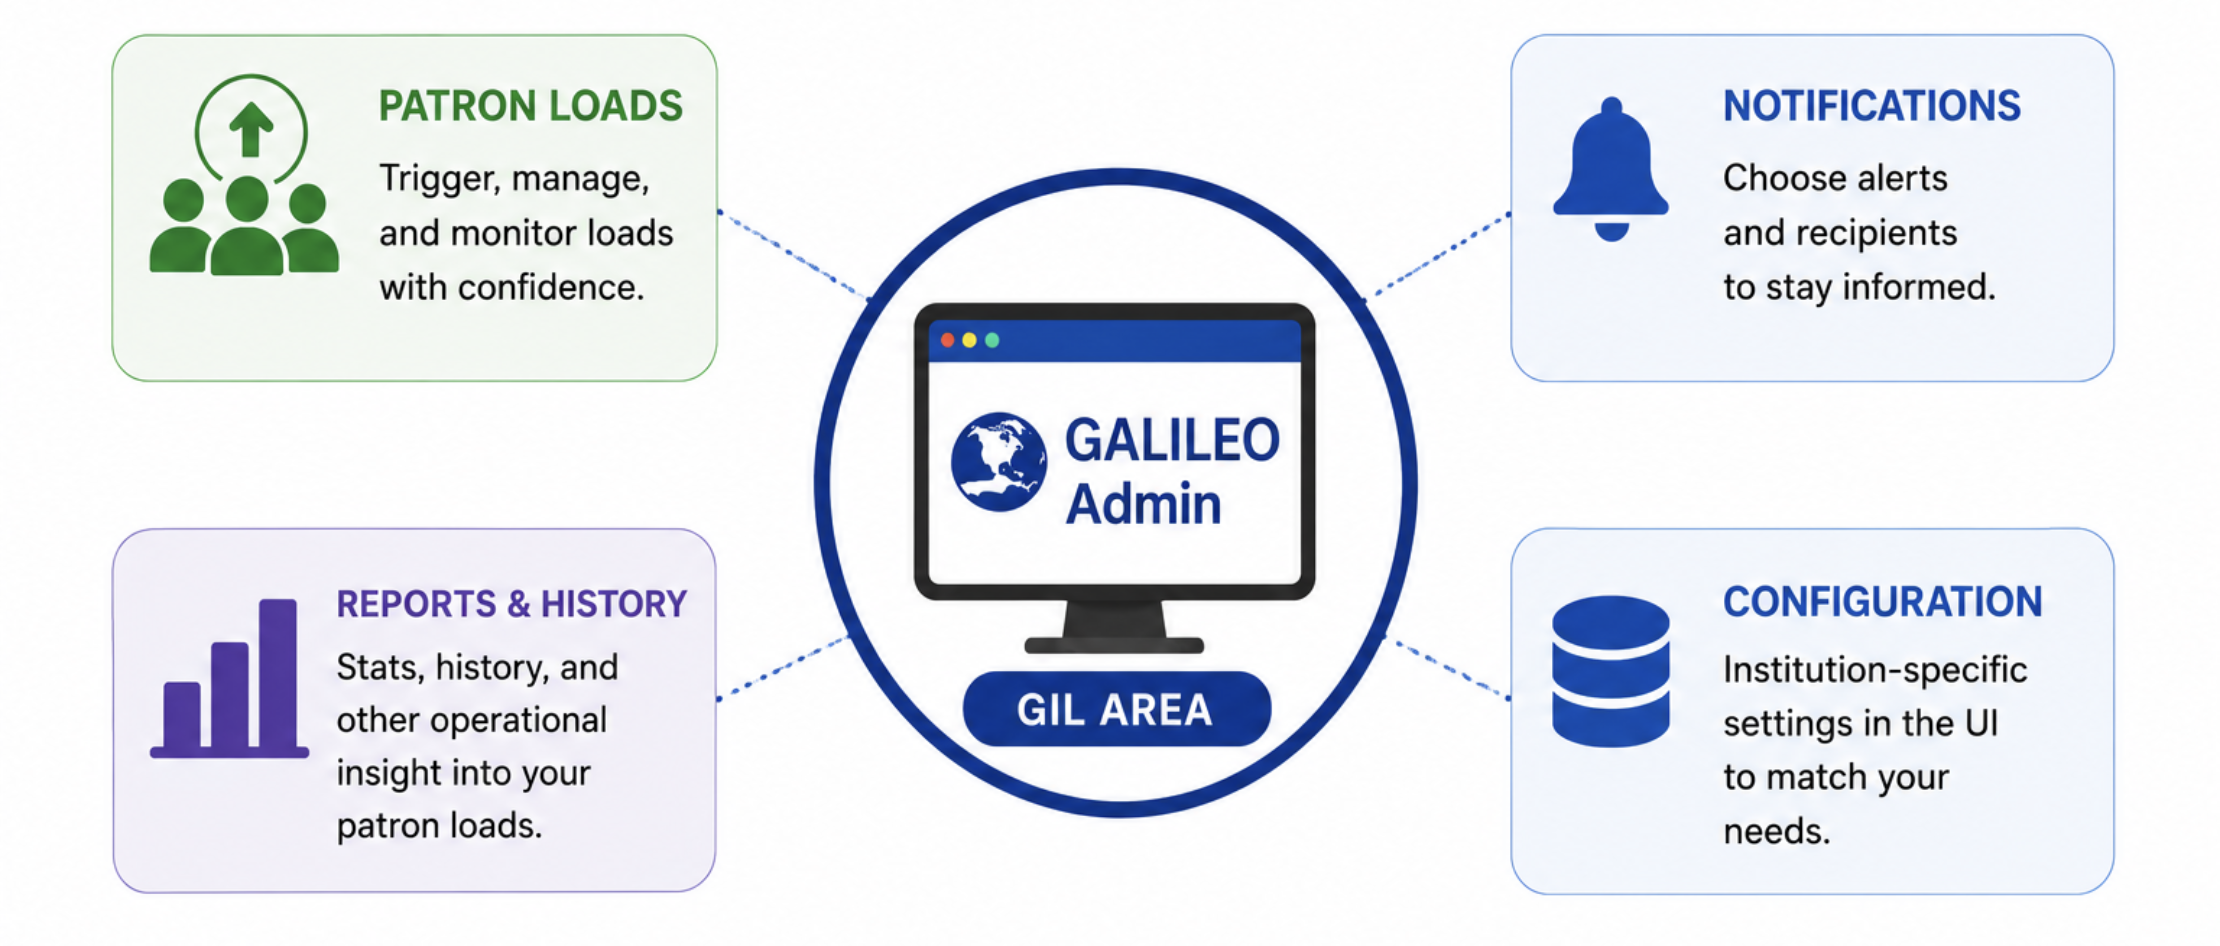 PATRON LOADS
Trigger, manage,
and monitor loads
with confidence.
NOTIFICATIONS
Choose alerts
and recipients
to stay informed.
GALILEO
Admin
GIL AREA
REPORTS & HISTORY
Stats, history, and
other operational
insight into your
patron loads.
CONFIGURATION
Institution-specific
settings in the UI
to match your
needs.